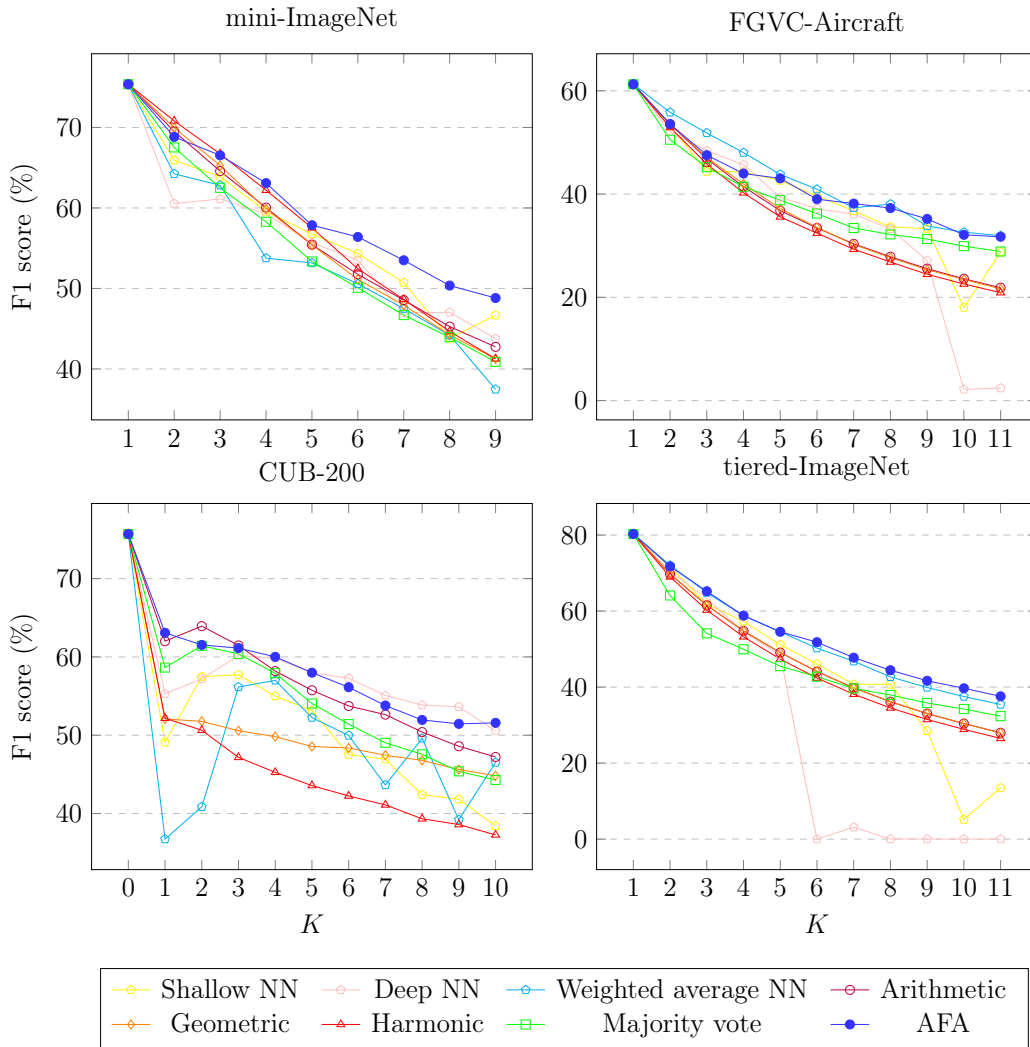 mini-ImageNet
FGVC-Aircraft
70
60
50
40
F1 score (%)
1 2 3 4 5 6 7 8 9
60
40
20
0
1 2 3 4 5 6 7 8 9 10 11
CUB-200
tiered-ImageNet
70
60
50
40
F1 score (%)
0 1 2 3 4 5 6 7 8 9 10
K
80
60
40
20
0
1 2 3 4 5 6 7 8 9 10 11
K
Shallow NN Deep NN Weighted average NN Arithmetic
Geometric Harmonic Majority vote AFA